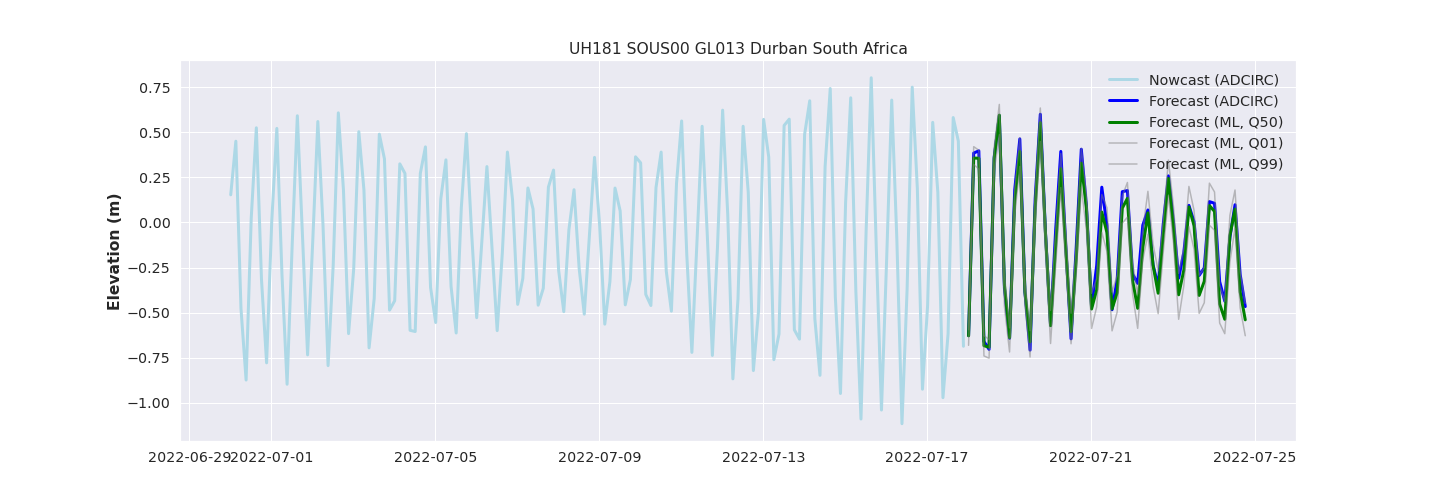 UH181 SOUS00 GL013 Durban South Africa
Elevation (m)
0.75
0.50
0.25
0.00
−0.25
−0.50
−0.75
−1.00
Nowcast (ADCIRC)
Forecast (ADCIRC)
Forecast (ML, Q50)
Forecast (ML, Q01)
Forecast (ML, Q99)
2022-06-29 2022-07-01 2022-07-05 2022-07-09 2022-07-13 2022-07-17 2022-07-21 2022-07-25